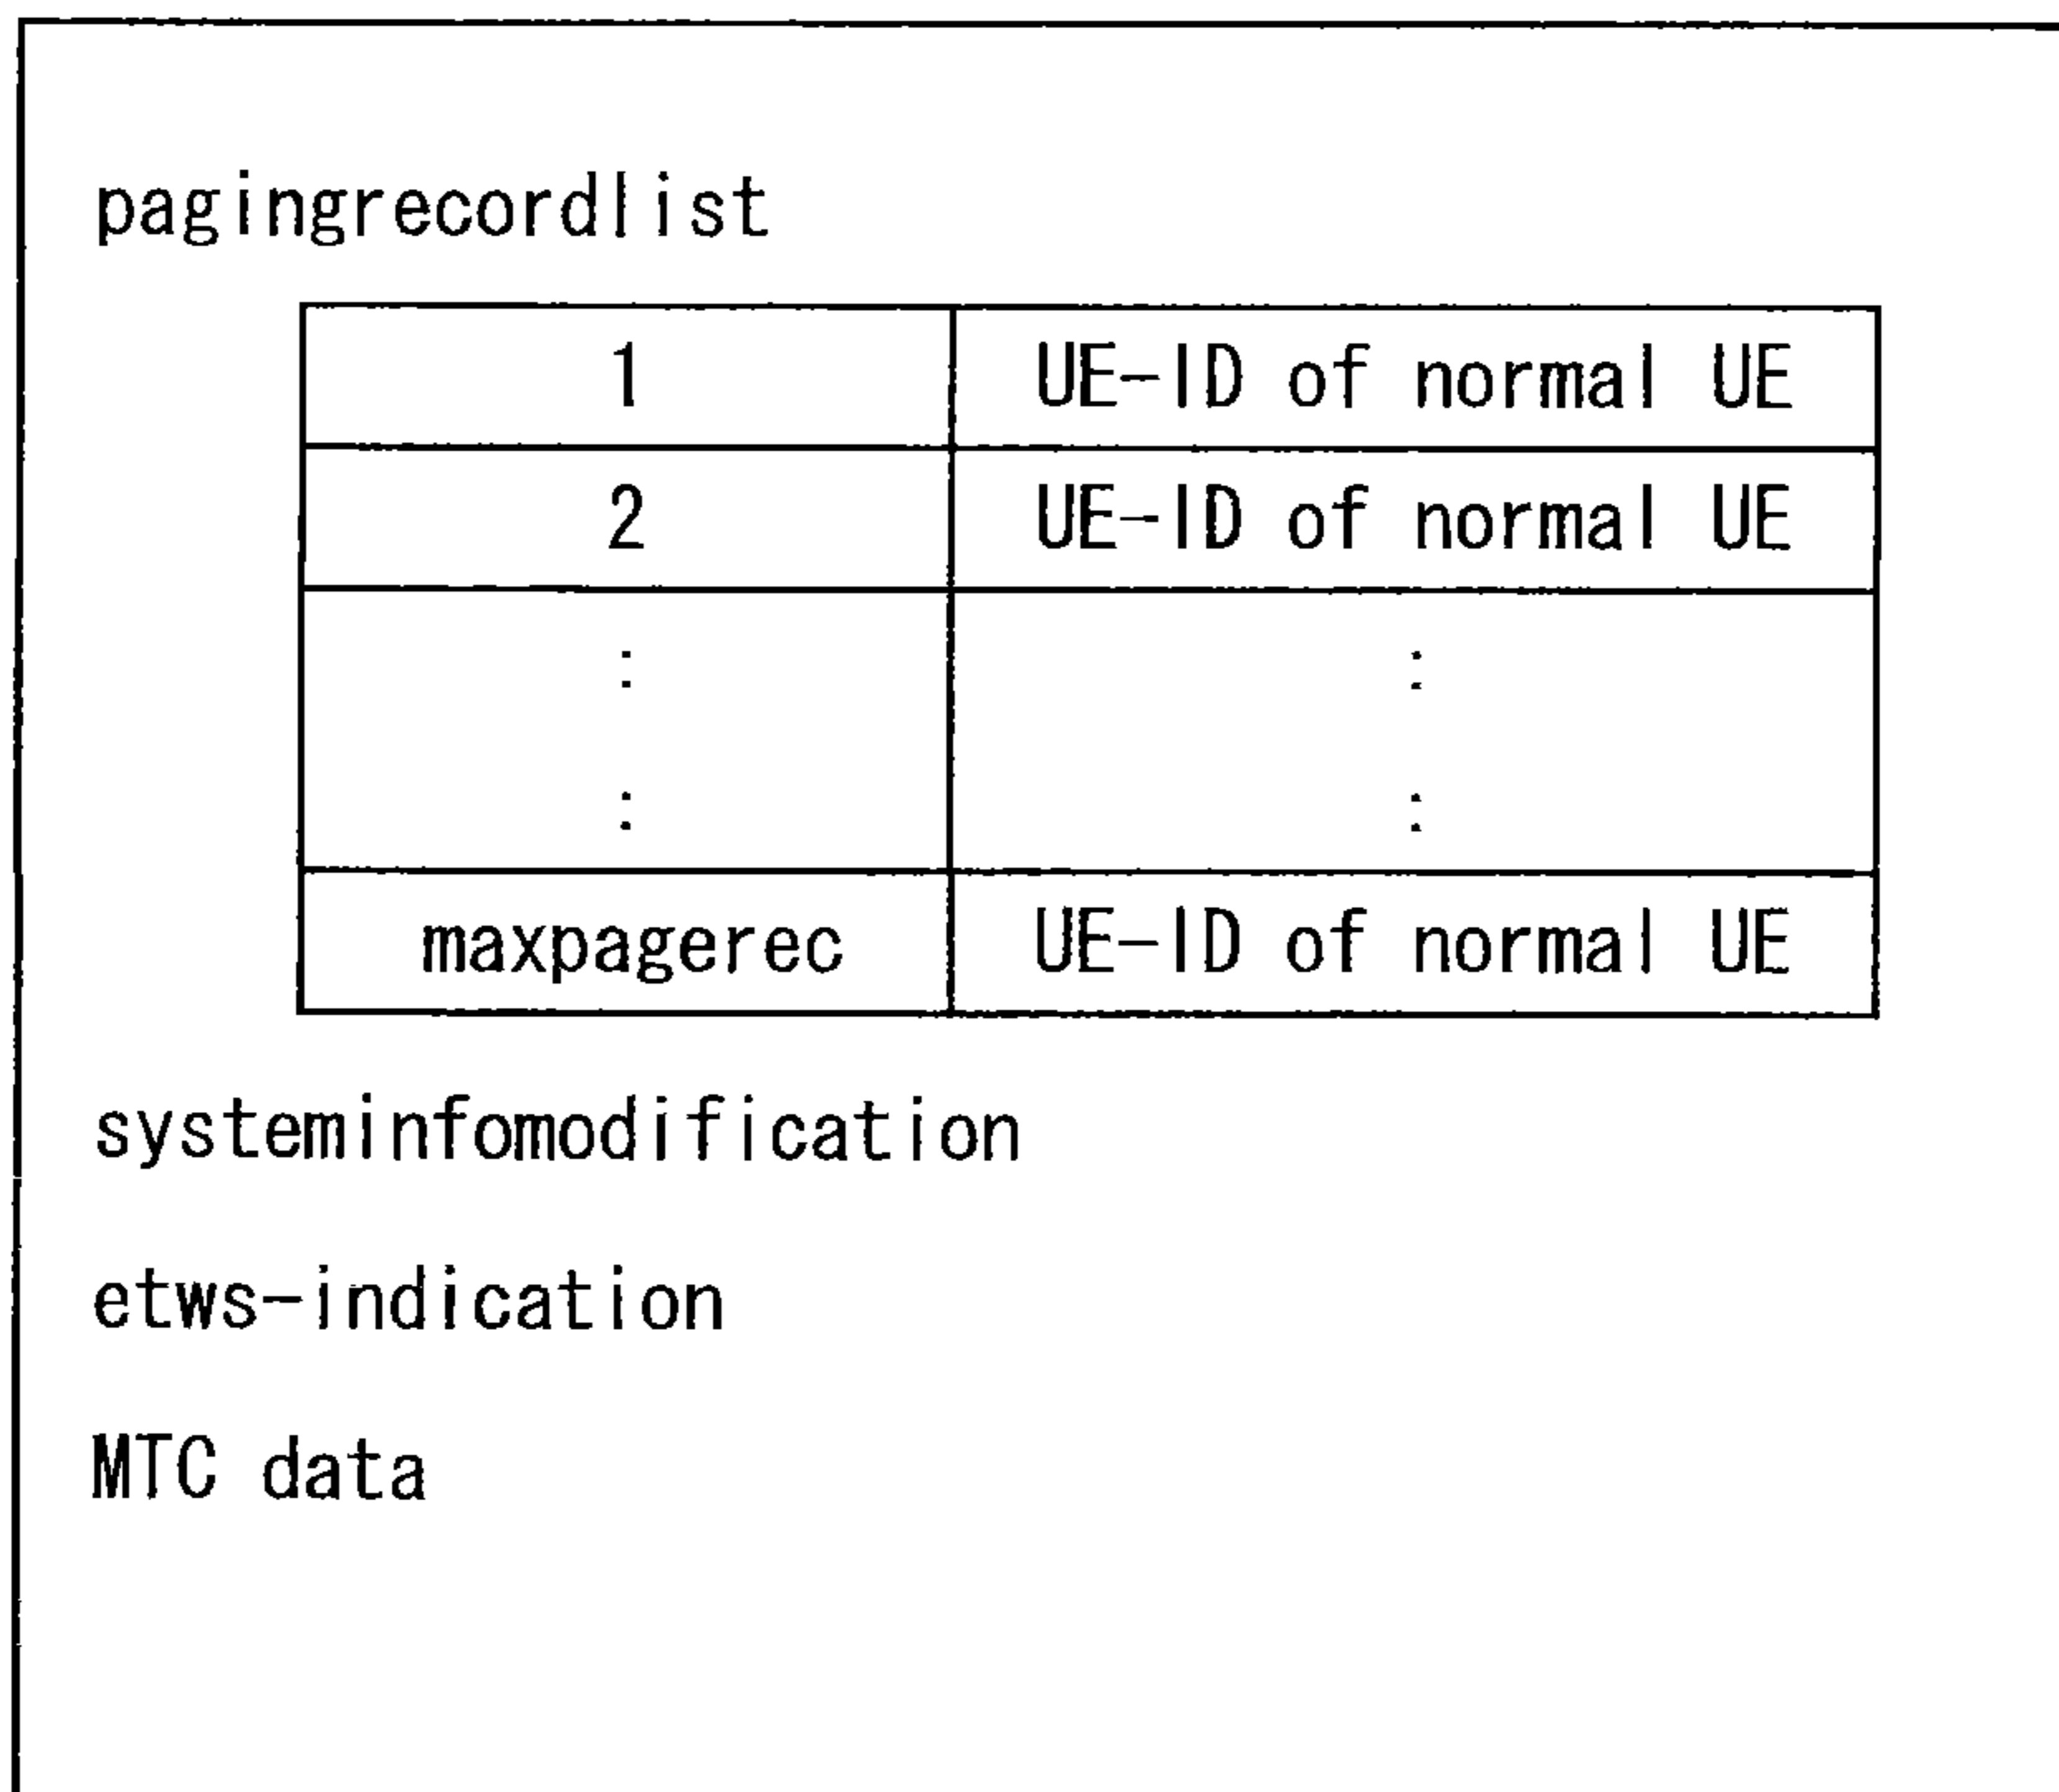 pagingrecordlist
1 UE-ID of normal UE
2 UE-ID of normal UE
: :
: :
maxpagerec UE-ID of normal UE
systeminfomodification
etws-indication
MTC data